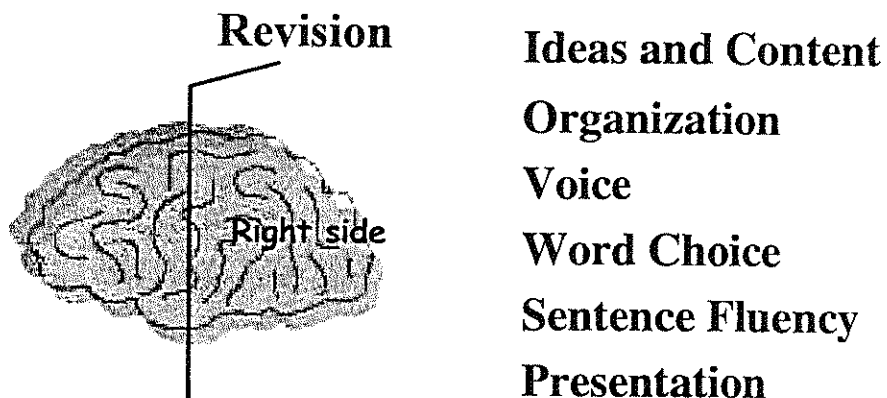 Revision
Right side
Ideas and Content
Organization
Voice
Word Choice
Sentence Fluency
Presentation